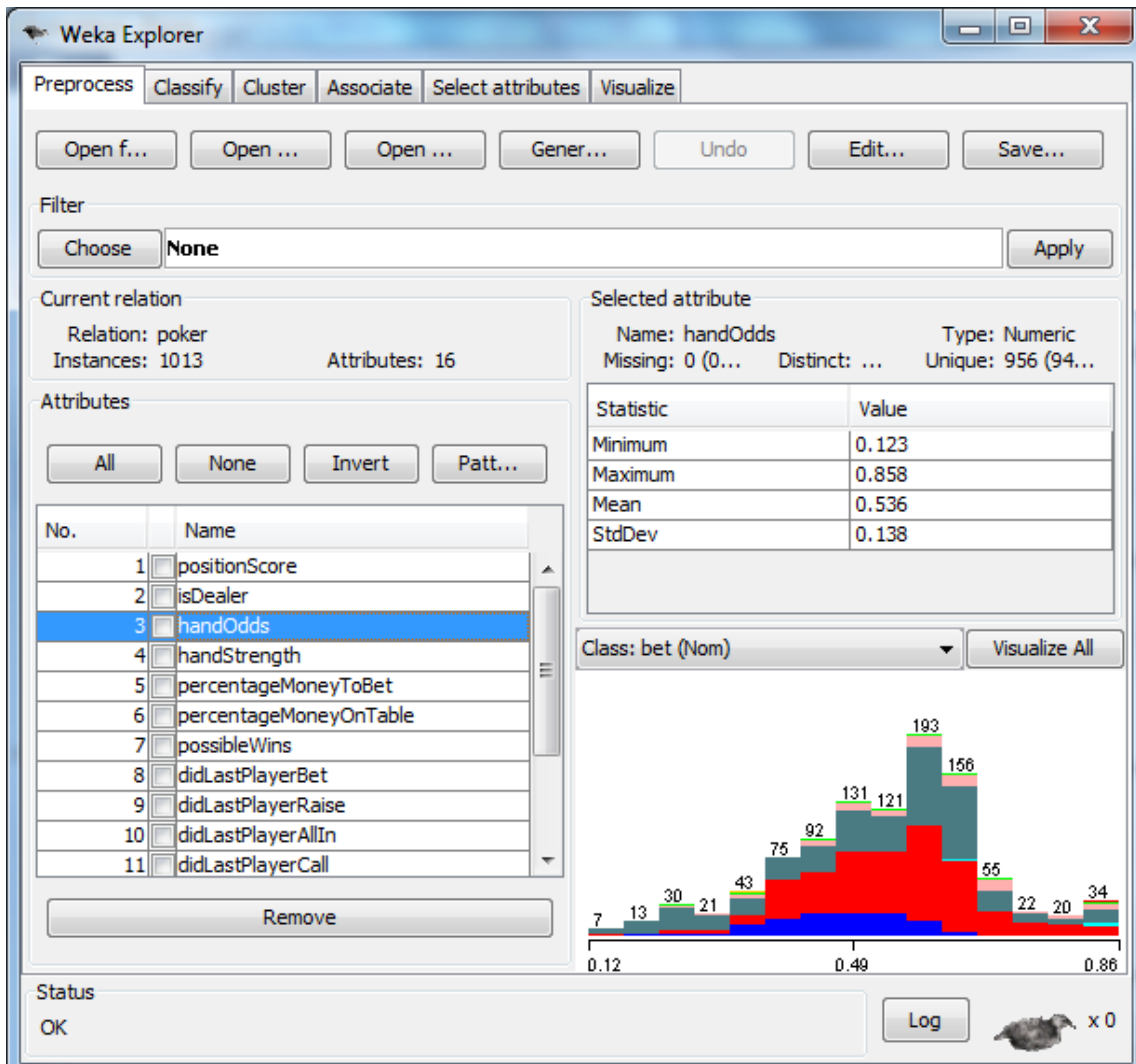 Weka Explorer
Preprocess Classify Cluster Associate Select attributes Visualize
Open f... Open ... Open ... Gener... Undo Edit... Save...
Filter
Choose None Apply
Current relation
Relation: poker
Instances: 1013 Attributes: 16
Attributes
All None Invert Patt...
No. Name
1 positionScore
2 isDealer
3 handOdds
4 handStrength
5 percentageMoneyToBet
6 percentageMoneyOnTable
7 possibleWins
8 didLastPlayerBet
9 didLastPlayerRaise
10 didLastPlayerAllIn
11 didLastPlayerCall
Remove
Selected attribute
Name: handOdds Type: Numeric
Missing: 0 (0... Distinct: ... Unique: 956 (94...
Statistic Value
Minimum 0.123
Maximum 0.858
Mean 0.536
StdDev 0.138
Class: bet (Nom) Visualize All
7 13 30 21 43 75 92 131 121 193 156 55 22 20 34
0.12 0.49 0.86
Status
OK
Log x 0